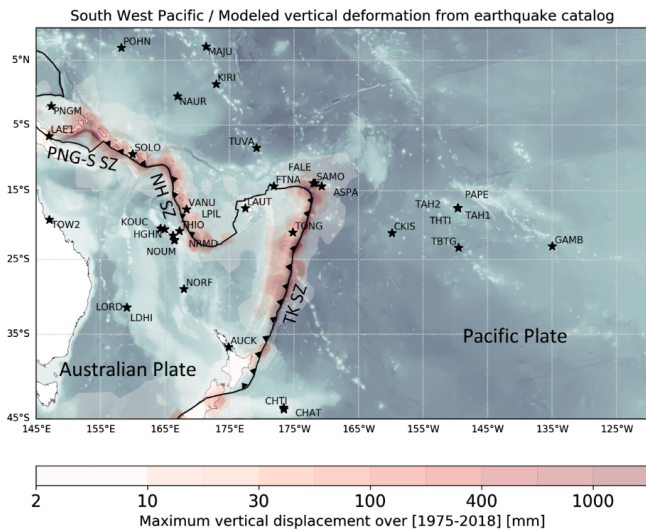 South West Pacific / Modeled vertical deformation from earthquake catalog
POHN
MAJU
5°N
KIRI
NAUR
PNGM
5°S
LAE1
SOLO
TUVA
PNG-S SZ
FALE
SAMO
FTNA
ASPA
15°S
NH SZ
VANU
LAUT
PAPE
LPIL
TAH2
TAH1
THTI
TOW2
KOUC
THIO
HGHN
TONG
CKIS
NRMD
NOUM
TBTG
GAMB
25°S
NORF
TK SZ
LORD
LDHI
35°S
AUCK
Pacific Plate
Australian Plate
CHTI
CHAT
45°S
145°E 155°E 165°E 175°E 175°W 165°W 155°W 145°W 135°W 125°W
2 10 30 100 400 1000
Maximum vertical displacement over [1975-2018] [mm]